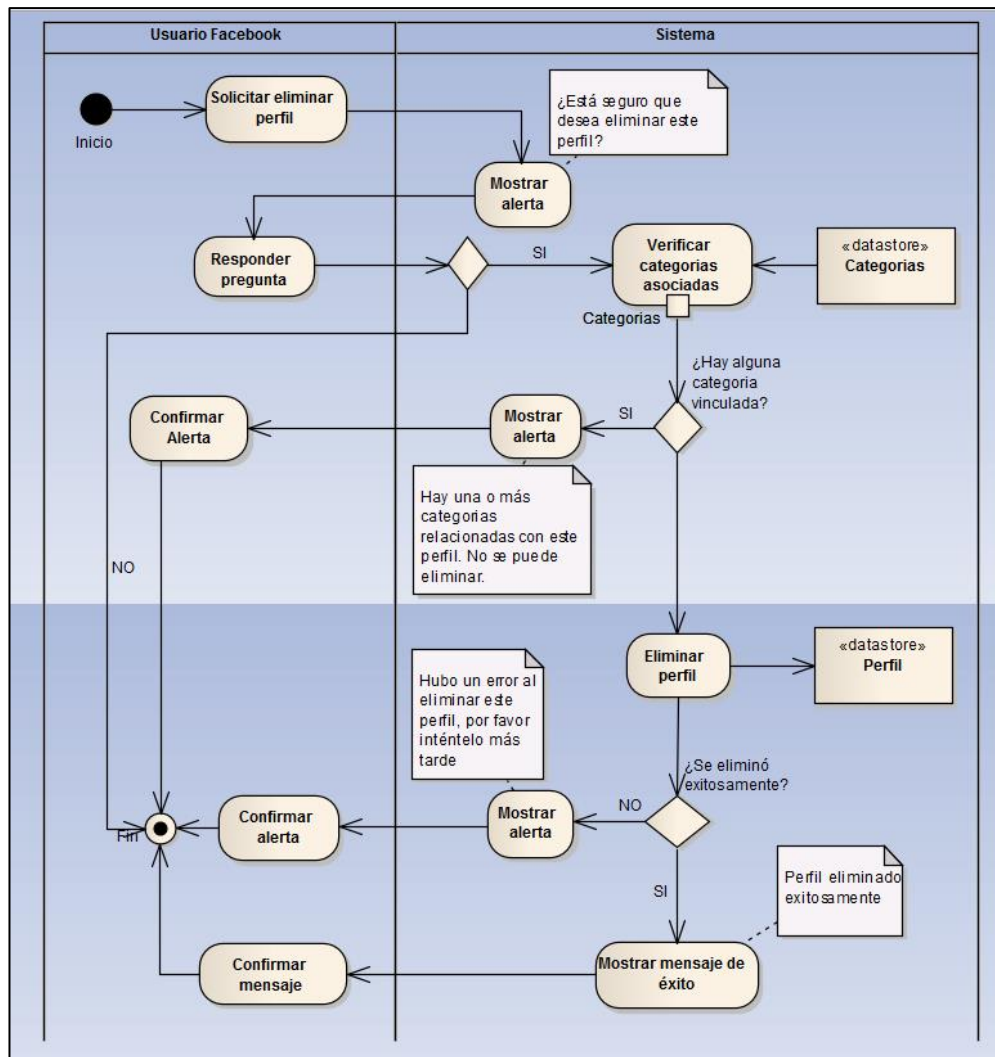 Usuario Facebook
Sistema
Solicitar eliminar
perfil
Inicio
¿Está seguro que
desea eliminar este
perfil?
Mostrar
alerta
Responder
pregunta
SI
Verificar
categorias
asociadas
«datastore»
Categorias
Categorias
¿Hay alguna
categoria
vinculada?
Confirmar
Alerta
Mostrar
alerta
SI
Hay una o más
categorias
relacionadas con este
perfil. No se puede
eliminar.
NO
Eliminar
perfil
«datastore»
Perfil
Hubo un error al
eliminar este
perfil, por favor
inténtelo más
tarde
¿Se eliminó
exitosamente?
NO
Mostrar
alerta
Confirmar
alerta
Fin
SI
Perfil eliminado
exitosamente
Mostrar mensaje de
éxito
Confirmar
mensaje